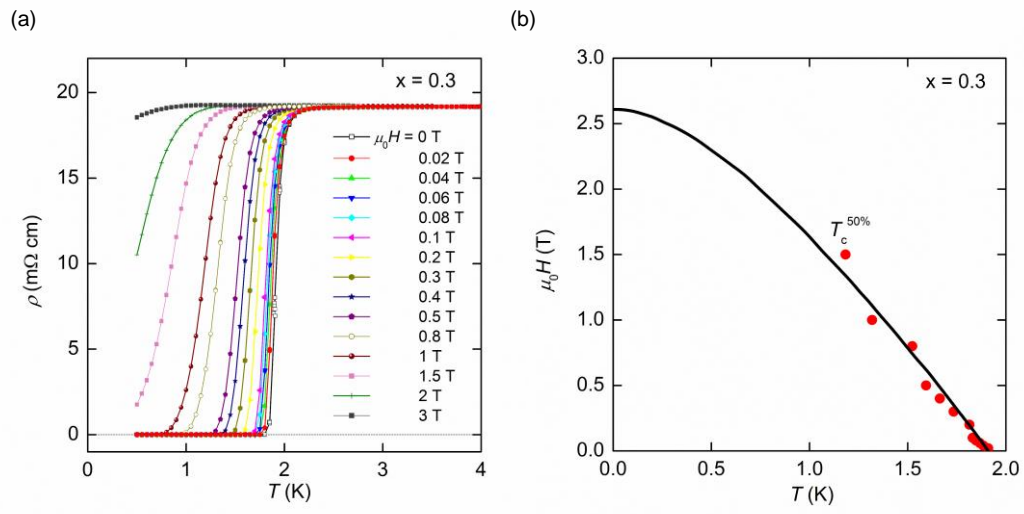 (a)
x = 0.3
μ₀H = 0 T
0.02 T
0.04 T
0.06 T
0.08 T
0.1 T
0.2 T
0.3 T
0.4 T
0.5 T
0.8 T
1 T
1.5 T
2 T
3 T
20
15
10
5
0
ρ (mΩ cm)
0
1
2
3
4
T (K)
(b)
x = 0.3
Tc 50%
3.0
2.5
2.0
1.5
1.0
0.5
0.0
μ₀H (T)
0.0
0.5
1.0
1.5
2.0
T (K)